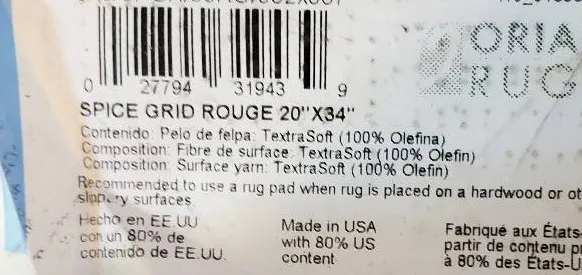 ORIA
RUG
0 27794 31943 9
SPICE GRID ROUGE 20"X34"
Contenido: Pelo de felpa: TextraSoft (100% Olefina)
Composition: Fibre de surface: TextraSoft (100% Olefin)
Composition: Surface yarn: TextraSoft (100% Olefin)
Recommended to use a rug pad when rug is placed on a hardwood or ot
slippery surfaces
Hecho en EE.UU
con un 80% de
contenido de EE.UU.
Made in USA
with 80% US
content
Fabriqué aux États-
partir de contenu p
à 80% des États-U